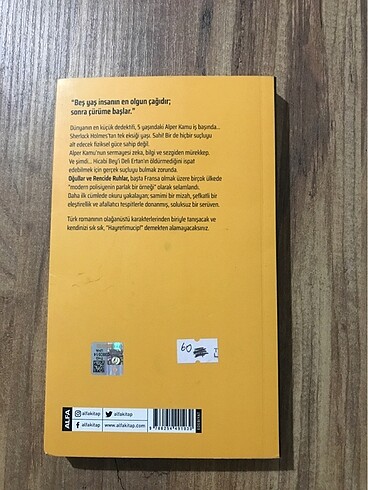 "Beş yaş insanın en olgun çağıdır;
sonra çürüme başlar."
Dünyanın en küçük dedektifi, 5 yaşındaki Alper Kamu iş başında...
Sherlock Holmes'tan tek eksiği yaşı. Sahi! Bir de hiçbir suçluyu
alt edecek fiziksel güce sahip değil.
Alper Kamu'nun sermayesi zekâ, bilgi ve sezgiden mürekkep.
Ve şimdi... Hicabi Bey'i Deli Ertan'ın öldürmediğini ispat
edebilmek için gerçek suçluyu bulmak zorunda.
Oğullar ve Rencide Ruhlar, başta Fransa olmak üzere birçok ülkede
"modern polisiyenin parlak bir örneği" olarak selamlandı.
Daha ilk cümlede okuru yakalayan; samimi bir mizah, şefkatli bir
eleştirellik ve afallatıcı tespitlerle donanmış, soluksuz bir serüven.
Türk romanının olağanüstü karakterlerinden biriyle tanışacak ve
kendinizi sık sık, "Hayretimucip!" demekten alamayacaksınız.
60
ALFA
alfakitap
alfakitap
alfakitap
www.alfakitap.com